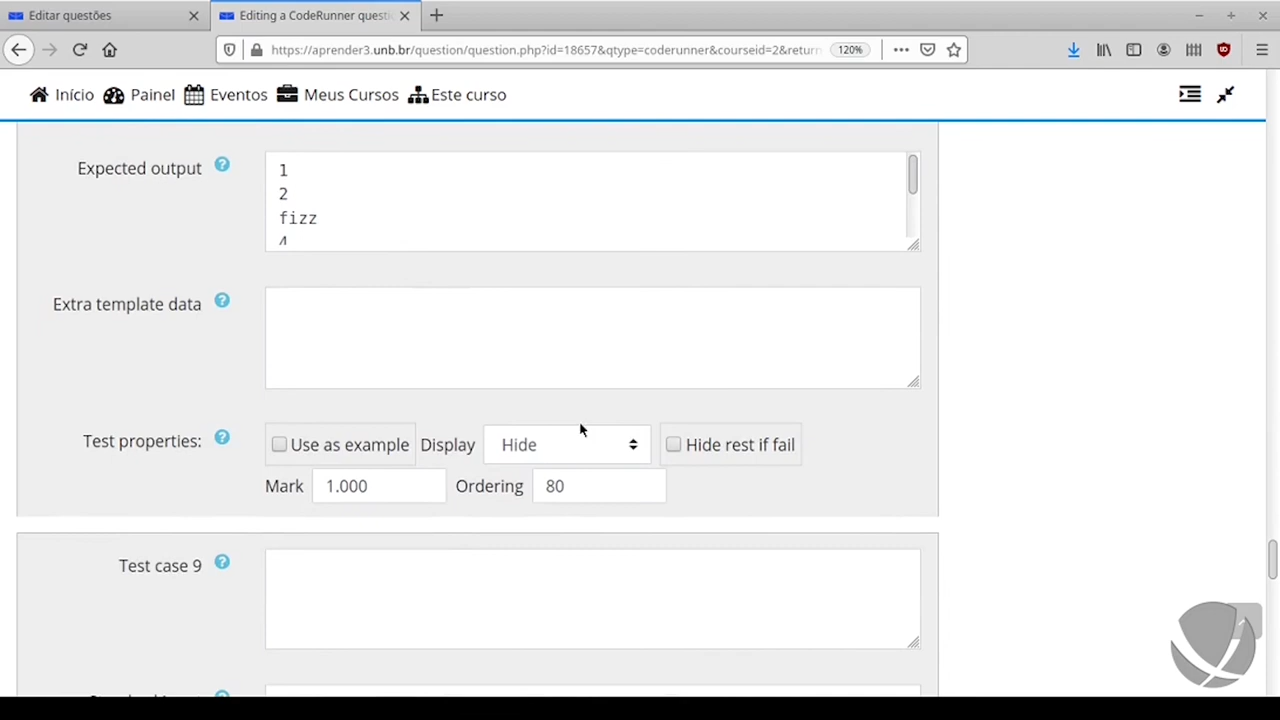 Editar questões
Editing a CodeRunner questi
https://aprender3.unb.br/question/question.php?id=18657&qtype=coderunner&courseid=2&return
120%
Início Painel Eventos Meus Cursos Este curso
Expected output
1
2
fizz
4
Extra template data
Test properties: Use as example Display Hide Hide rest if fail
Mark 1.000 Ordering 80
Test case 9